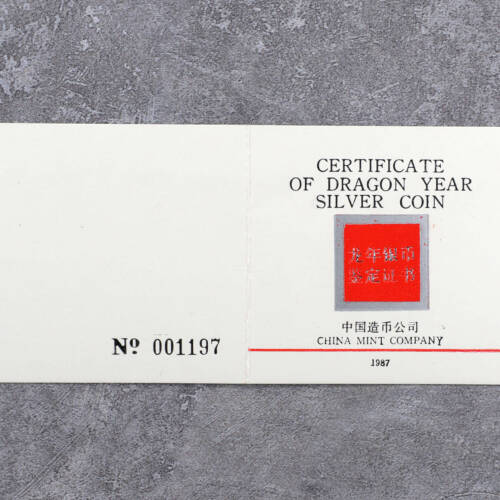 CERTIFICATE
OF DRAGON YEAR
SILVER COIN
龙年银币
鉴定证书
中国造币公司
CHINA MINT COMPANY
1987
Nº 001197